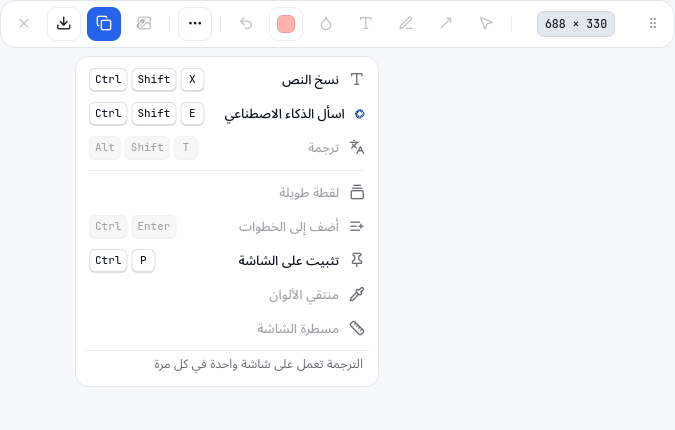 688 × 330
نسخ النص Ctrl Shift X
اسأل الذكاء الاصطناعي Ctrl Shift E
ترجمة Alt Shift T
لقطة طويلة
أضف إلى الخطوات Ctrl Enter
تثبيت على الشاشة Ctrl P
منتقي الألوان
مسطرة الشاشة
الترجمة تعمل على شاشة واحدة في كل مرة